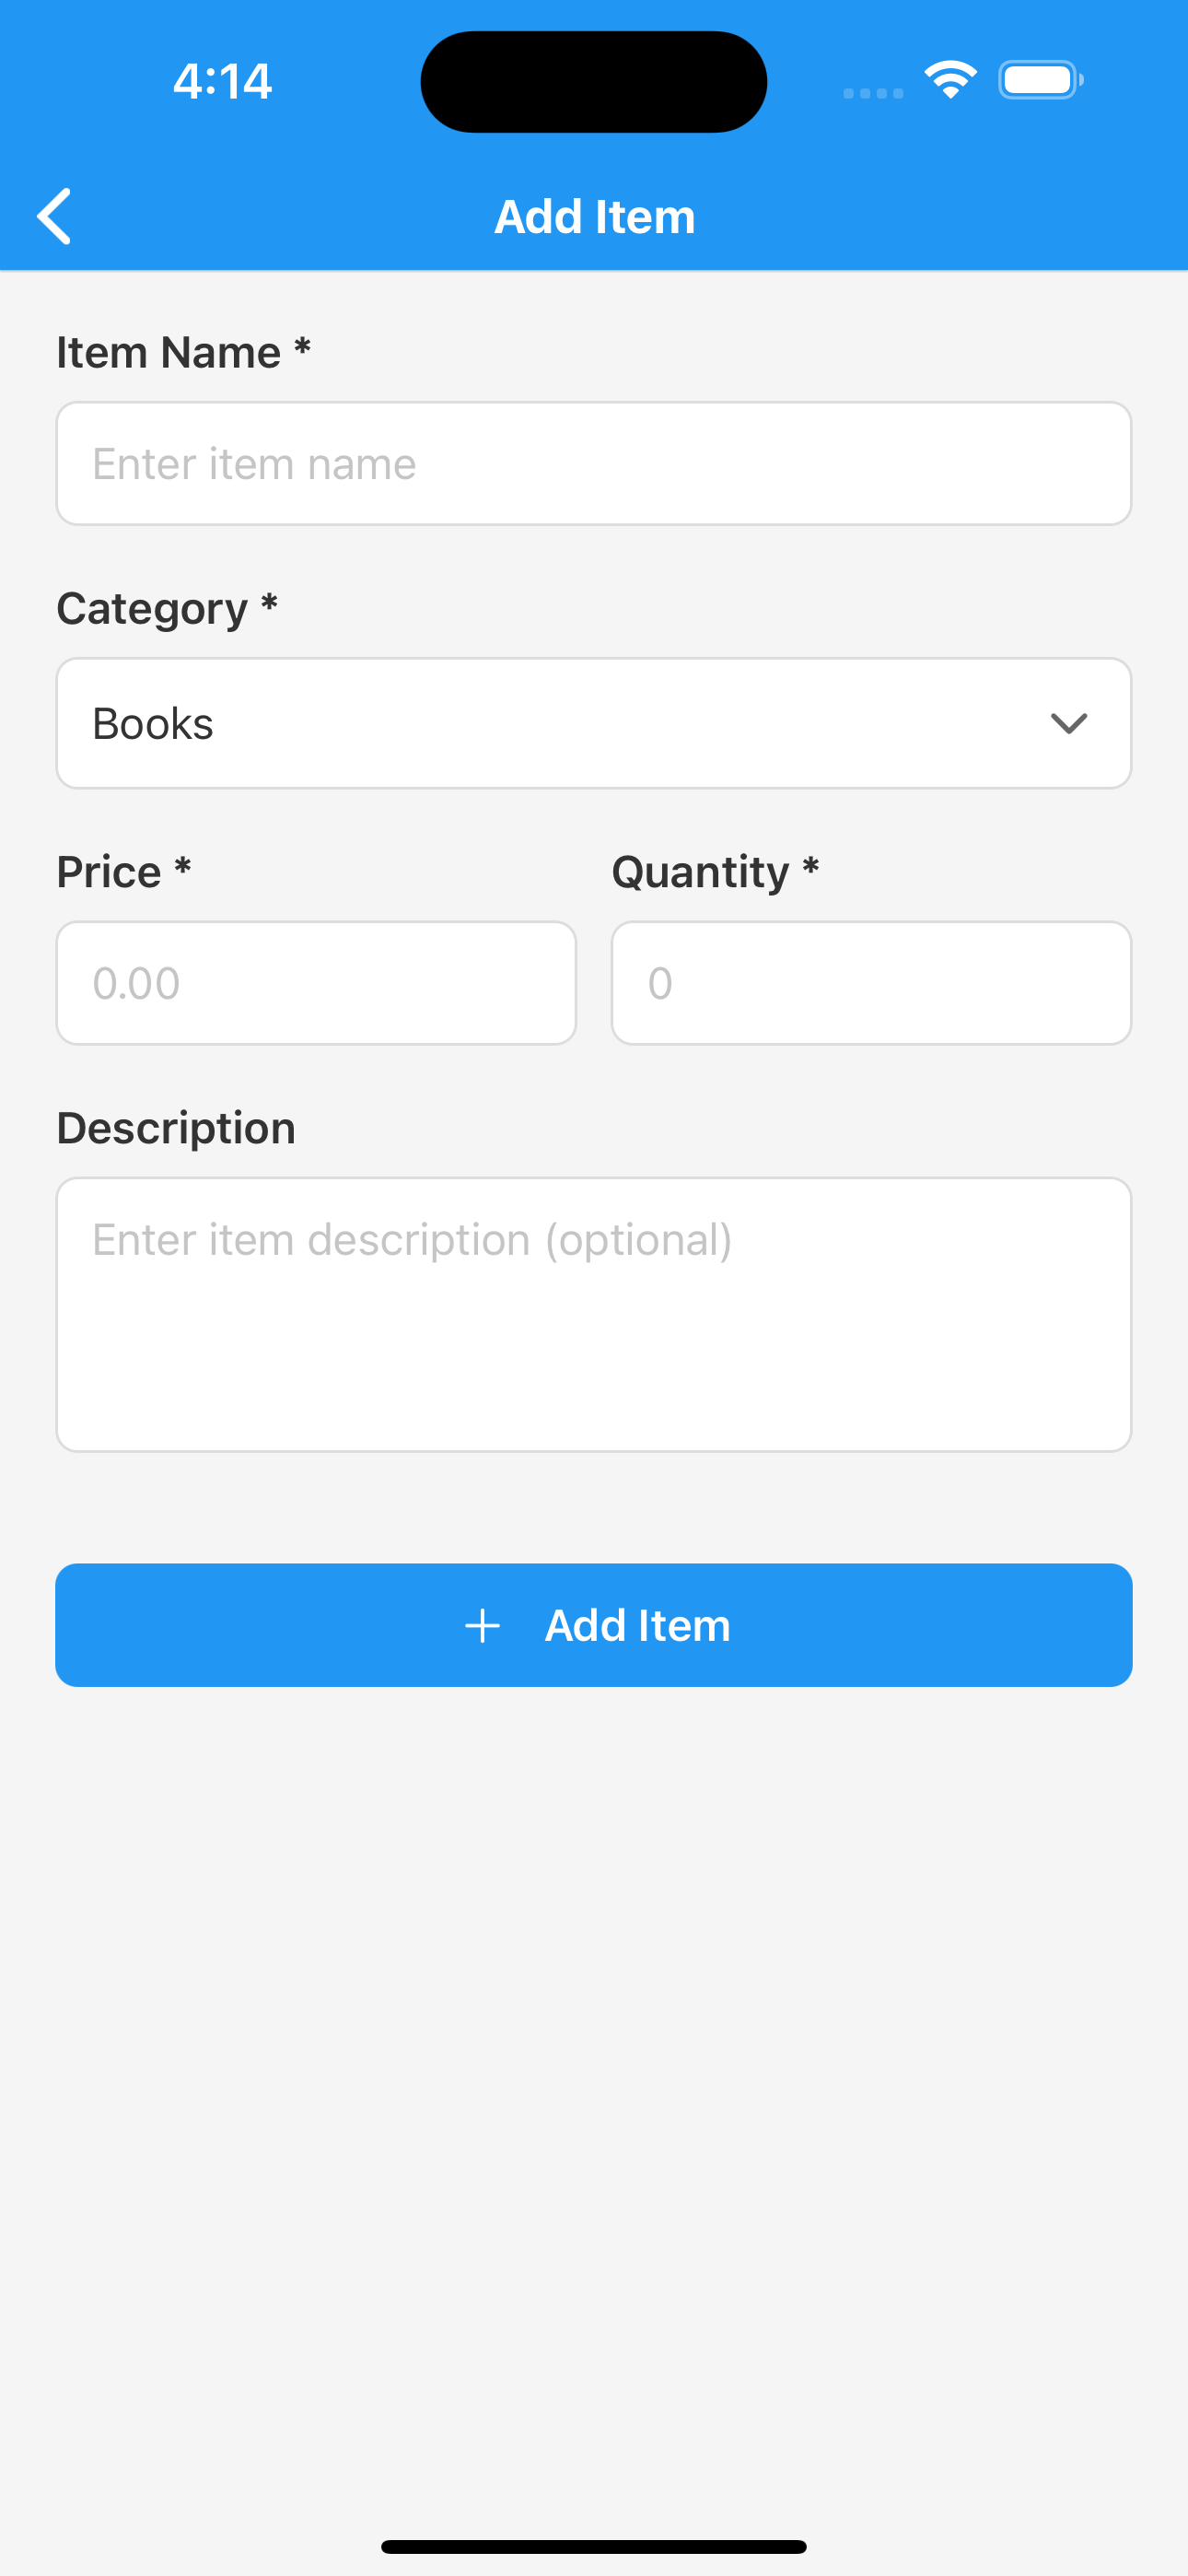 4:14
Add Item
Item Name *
Enter item name
Category *
Books
Price * Quantity *
0.00 0
Description
Enter item description (optional)
Add Item